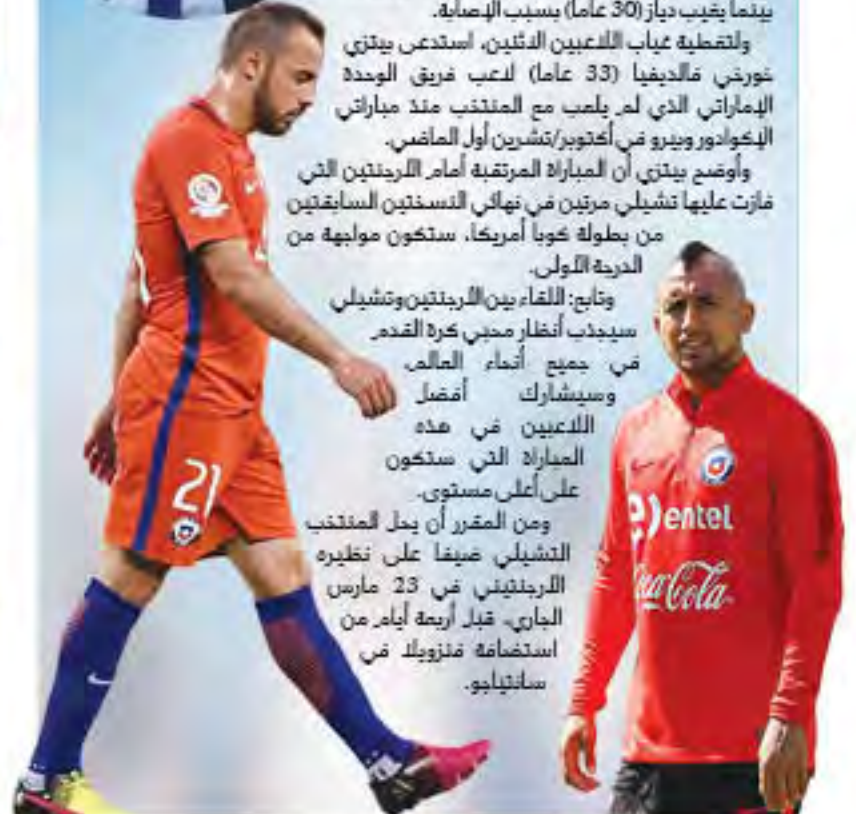 بينما يغيب دياز (30 عاما) بسبب الإصابة.
ولتغطية غياب اللاعبين الاثنين، استدعى بيتزي
خورخي فالديفيا (33 عاما) لاعب فريق الوحدة
الإماراتي الذي لم يلعب مع المنتخب منذ مباراتي
الإكوادور وبيرو في أكتوبر/تشرين أول الماضي.
وأوضح بيتزي أن المباراة المرتقبة أمام الأرجنتين التي
فازت عليها تشيلي مرتين في نهائي النسختين السابقتين
من بطولة كوبا أمريكا، ستكون مواجهة من
الدرجة الأولى.
وتابع: اللقاء بين الأرجنتين وتشيلي
سيجذب أنظار محبي كرة القدم
في جميع أنحاء العالم،
وسيشارك أفضل
اللاعبين في هذه
المباراة التي ستكون
على أعلى مستوى.
ومن المقرر أن يحل المنتخب
التشيلي ضيفا على نظيره
الأرجنتيني في 23 مارس
الجاري، قبل أربعة أيام من
استضافة فنزويلا في
سانتياجو.
21
entel
Coca-Cola